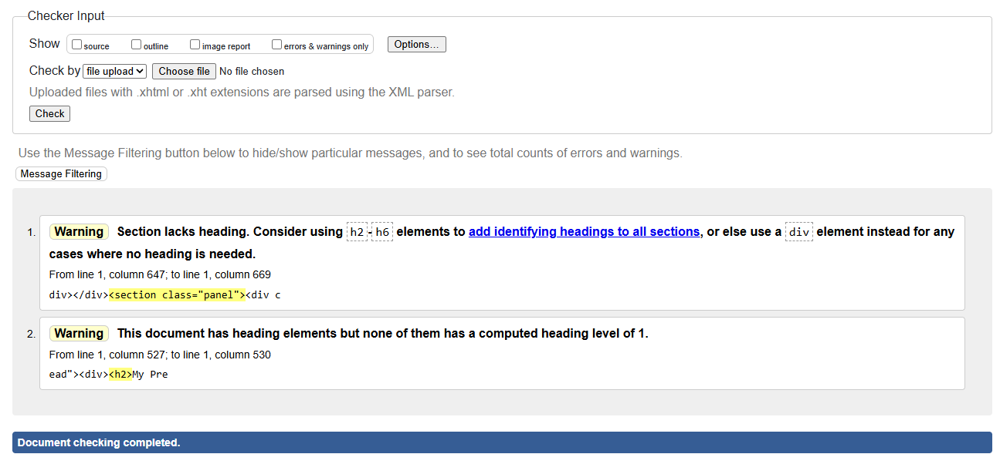 Checker Input
Show source outline image report errors & warnings only Options...
Check by file upload Choose file No file chosen
Uploaded files with .xhtml or .xht extensions are parsed using the XML parser.
Check
Use the Message Filtering button below to hide/show particular messages, and to see total counts of errors and warnings.
Message Filtering
1. Warning Section lacks heading. Consider using h2-h6 elements to add identifying headings to all sections, or else use a div element instead for any
cases where no heading is needed.
From line 1, column 647; to line 1, column 669
div></div><section class="panel"><div c
2. Warning This document has heading elements but none of them has a computed heading level of 1.
From line 1, column 527; to line 1, column 530
ead"><div><h2>My Pre
Document checking completed.